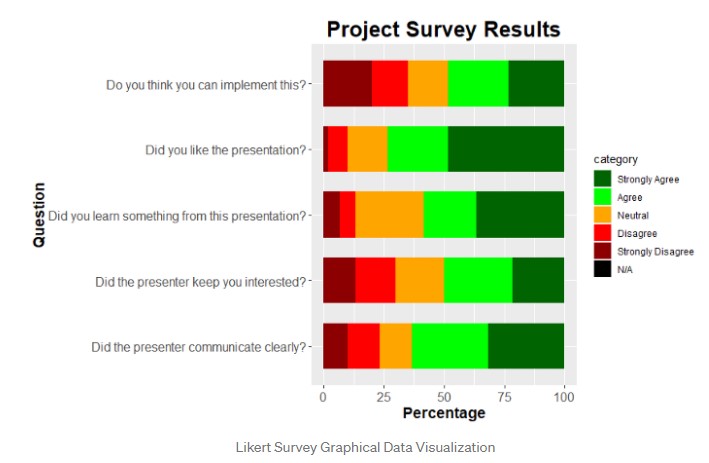 Project Survey Results
Question
Do you think you can implement this?
Did you like the presentation?
Did you learn something from this presentation?
Did the presenter keep you interested?
Did the presenter communicate clearly?
0 25 50 75 100
Percentage
category
Strongly Agree
Agree
Neutral
Disagree
Strongly Disagree
N/A
Likert Survey Graphical Data Visualization